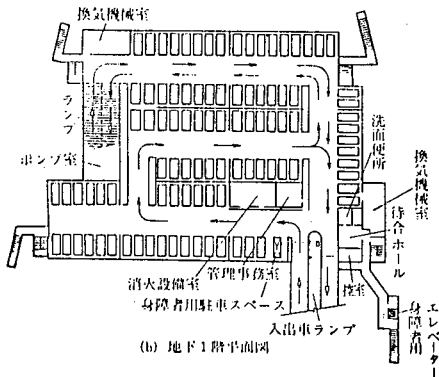 換気機械室
ランプ
ポンプ室
洗面便所
換気機械室
待合ホール
控室
消火設備室
管理事務室
身障者用駐車スペース
入出車ランプ
身障者用
エレベーター
(b) 地下1階平面図